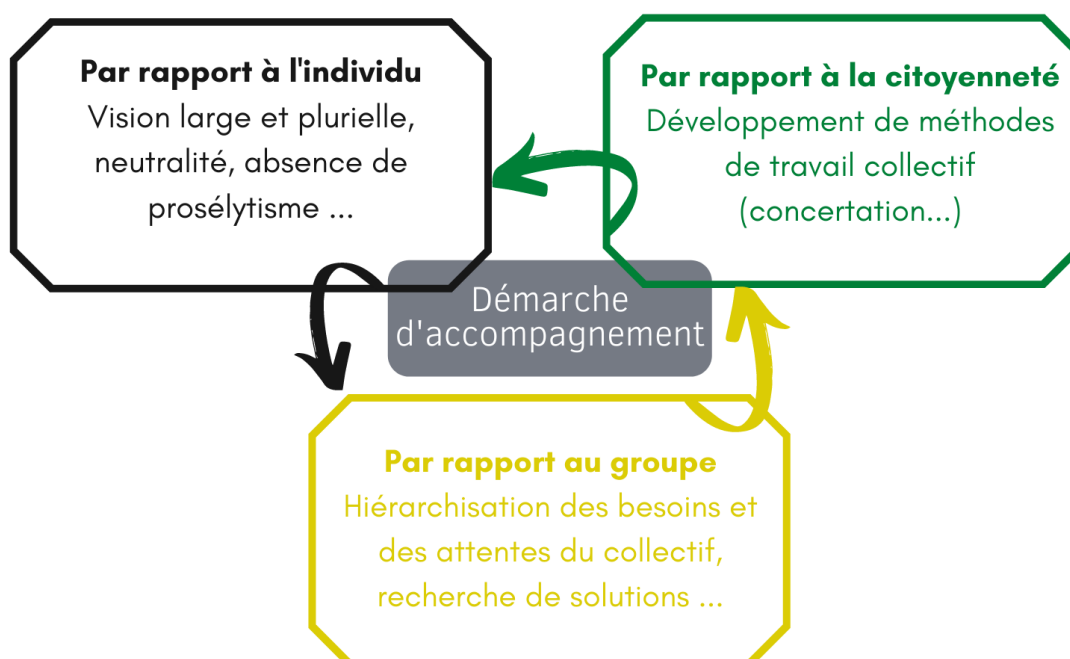 Par rapport à l'individu
Vision large et plurielle,
neutralité, absence de
prosélytisme ...
Par rapport à la citoyenneté
Développement de méthodes
de travail collectif
(concertation...)
Démarche
d'accompagnement
Par rapport au groupe
Hiérarchisation des besoins et
des attentes du collectif,
recherche de solutions ...